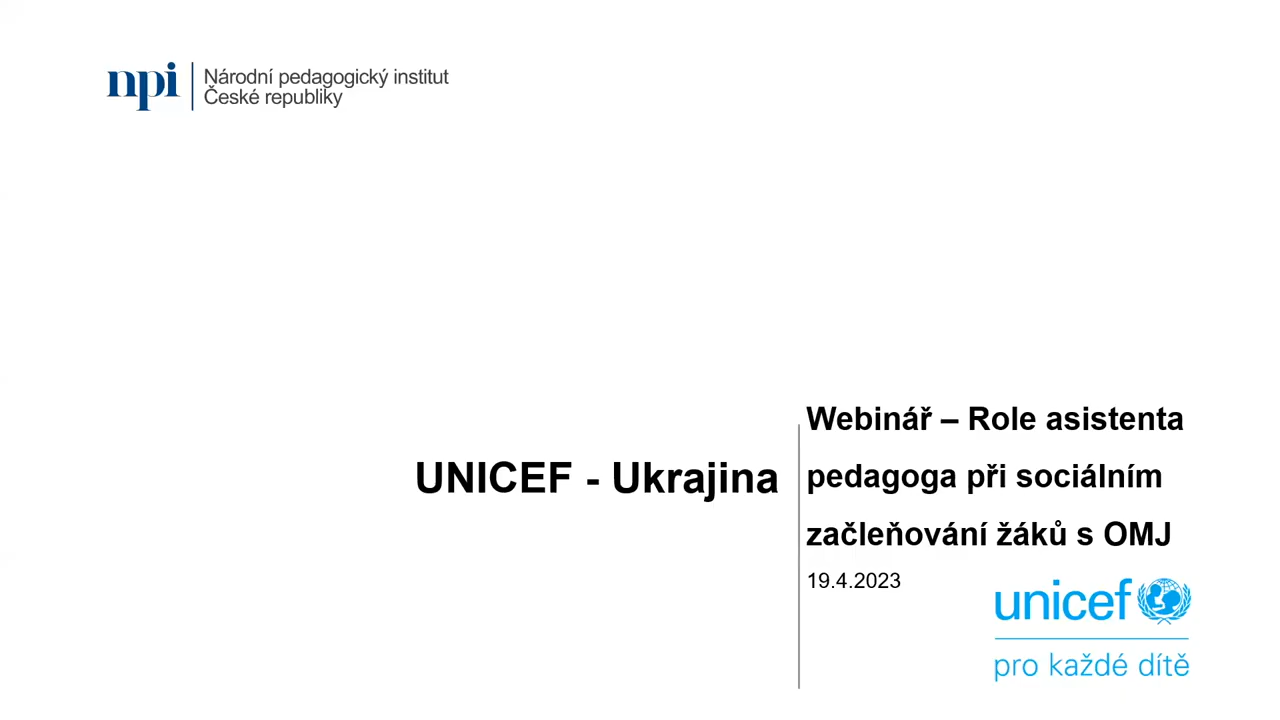 npi
Národní pedagogický institut
České republiky
UNICEF - Ukrajina
Webinář – Role asistenta
pedagoga při sociálním
začleňování žáků s OMJ
19.4.2023
unicef
pro každé dítě